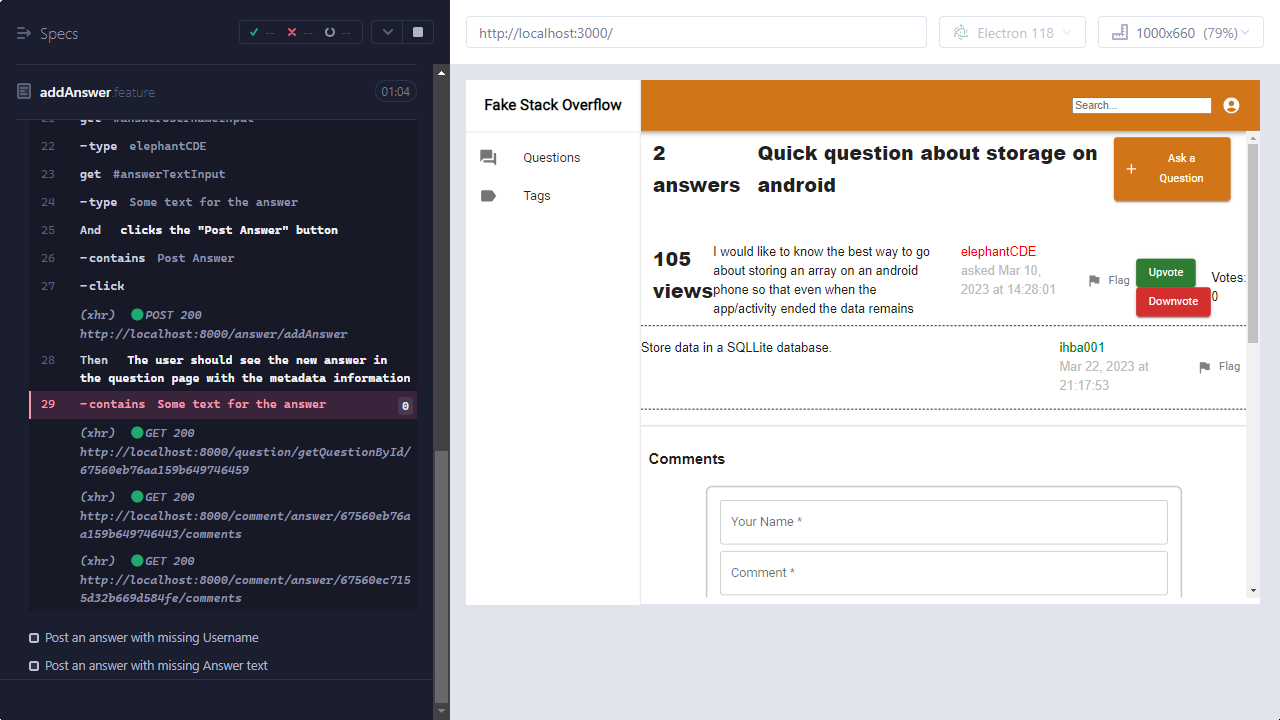 Specs
-- -- --
addAnswer.feature
01:04
21 get #answerUsernameInput
22 -type elephantCDE
23 get #answerTextInput
24 -type Some text for the answer
25 And clicks the "Post Answer" button
26 -contains Post Answer
27 -click
(xhr) POST 200
http://localhost:8000/answer/addAnswer
28 Then The user should see the new answer in
the question page with the metadata information
29 -contains Some text for the answer 0
(xhr) GET 200
http://localhost:8000/question/getQuestionById/
67560eb76aa159b649746459
(xhr) GET 200
http://localhost:8000/comment/answer/67560eb76a
a159b649746443/comments
(xhr) GET 200
http://localhost:8000/comment/answer/67560ec715
5d32b669d584fe/comments
Post an answer with missing Username
Post an answer with missing Answer text
http://localhost:3000/
Electron 118
1000x660 (79%)
Fake Stack Overflow
Search...
Questions
Tags
2
answers
Quick question about storage on
android
Ask a
Question
105
views
I would like to know the best way to go
about storing an array on an android
phone so that even when the
app/activity ended the data remains
elephantCDE
asked Mar 10,
2023 at 14:28:01
Flag
Upvote
Downvote
Votes:
0
Store data in a SQLLite database.
ihba001
Mar 22, 2023 at
21:17:53
Flag
Comments
Your Name *
Comment *